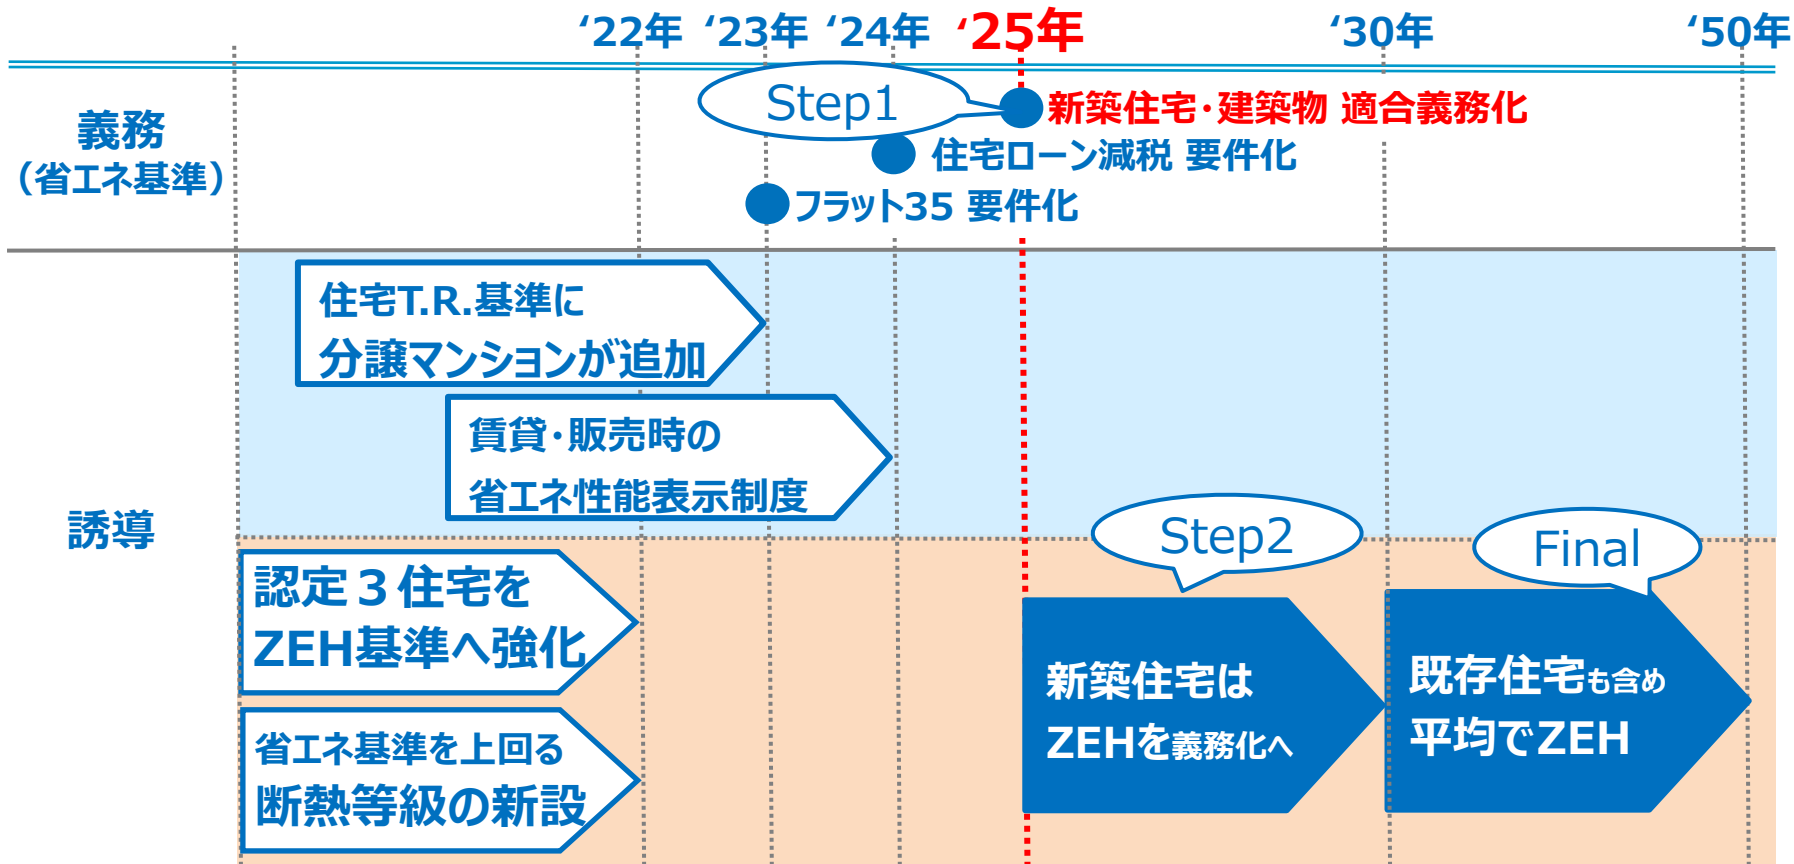 ‘22年 ‘23年 ‘24年 ‘25年 ‘30年 ‘50年
義務
（省エネ基準）
Step1
新築住宅・建築物 適合義務化
住宅ローン減税 要件化
フラット35 要件化
誘導
住宅T.R.基準に
分譲マンションが追加
賃貸・販売時の
省エネ性能表示制度
認定３住宅を
ZEH基準へ強化
省エネ基準を上回る
断熱等級の新設
Step2
新築住宅は
ZEHを義務化へ
Final
既存住宅も含め
平均でZEH